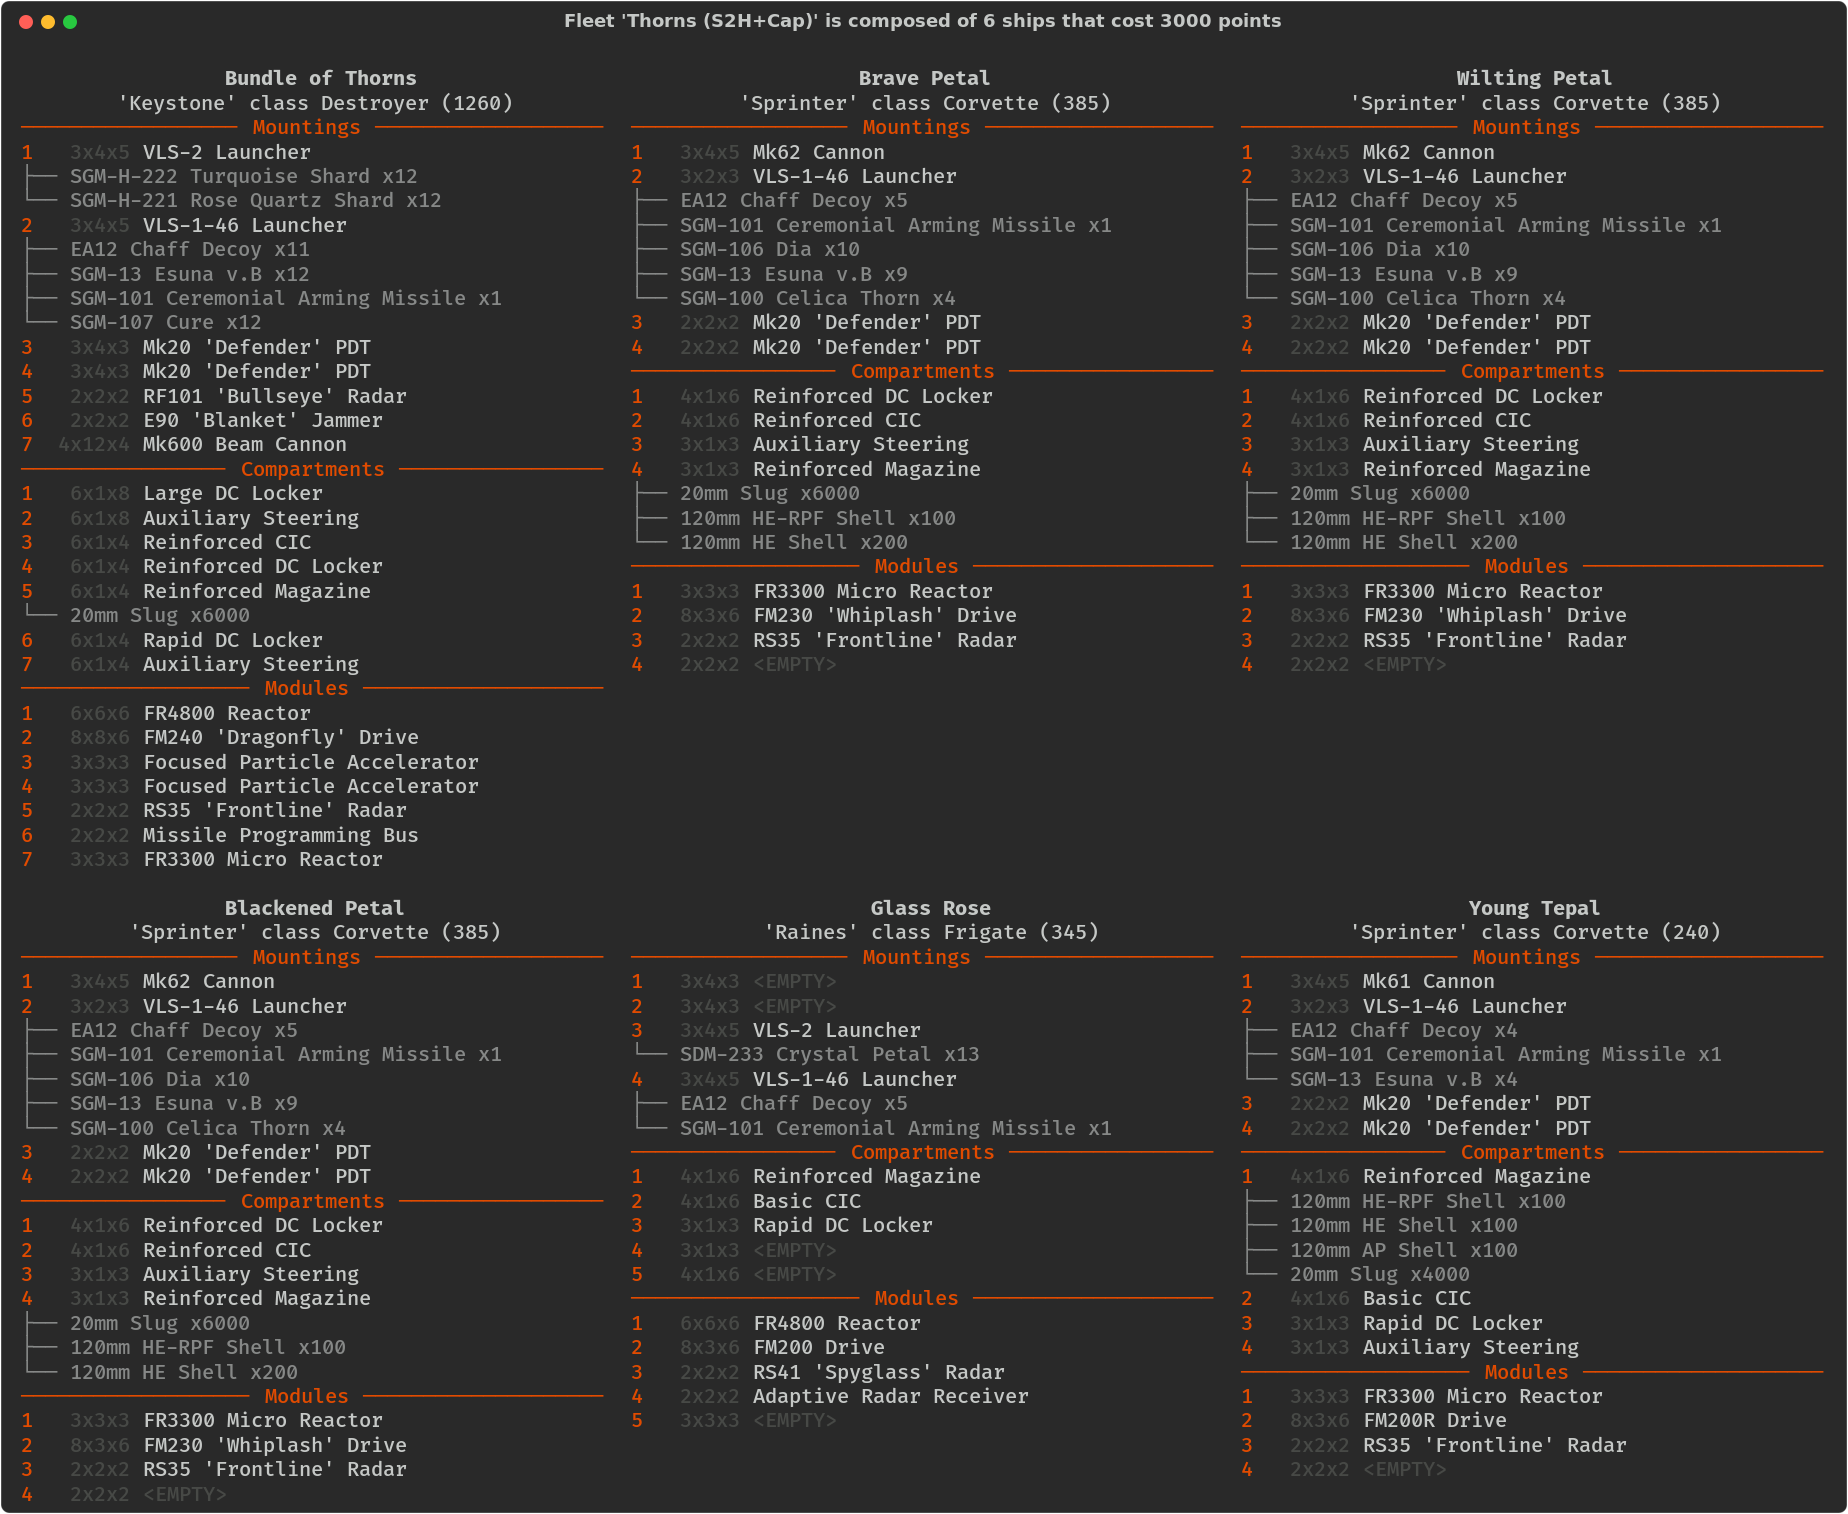 Fleet 'Thorns (S2H+Cap)' is composed of 6 ships that cost 3000 points
Bundle of Thorns
'Keystone' class Destroyer (1260)
Mountings
1 3x4x5 VLS-2 Launcher
SGM-H-222 Turquoise Shard x12
SGM-H-221 Rose Quartz Shard x12
2 3x4x5 VLS-1-46 Launcher
EA12 Chaff Decoy x11
SGM-13 Esuna v.B x12
SGM-101 Ceremonial Arming Missile x1
SGM-107 Cure x12
3 3x4x3 Mk20 'Defender' PDT
4 3x4x3 Mk20 'Defender' PDT
5 2x2x2 RF101 'Bullseye' Radar
6 2x2x2 E90 'Blanket' Jammer
7 4x12x4 Mk600 Beam Cannon
Compartments
1 6x1x8 Large DC Locker
2 6x1x8 Auxiliary Steering
3 6x1x4 Reinforced CIC
4 6x1x4 Reinforced DC Locker
5 6x1x4 Reinforced Magazine
20mm Slug x6000
6 6x1x4 Rapid DC Locker
7 6x1x4 Auxiliary Steering
Modules
1 6x6x6 FR4800 Reactor
2 8x8x6 FM240 'Dragonfly' Drive
3 3x3x3 Focused Particle Accelerator
4 3x3x3 Focused Particle Accelerator
5 2x2x2 RS35 'Frontline' Radar
6 2x2x2 Missile Programming Bus
7 3x3x3 FR3300 Micro Reactor
Brave Petal
'Sprinter' class Corvette (385)
Mountings
1 3x4x5 Mk62 Cannon
2 3x2x3 VLS-1-46 Launcher
EA12 Chaff Decoy x5
SGM-101 Ceremonial Arming Missile x1
SGM-106 Dia x10
SGM-13 Esuna v.B x9
SGM-100 Celica Thorn x4
3 2x2x2 Mk20 'Defender' PDT
4 2x2x2 Mk20 'Defender' PDT
Compartments
1 4x1x6 Reinforced DC Locker
2 4x1x6 Reinforced CIC
3 3x1x3 Auxiliary Steering
4 3x1x3 Reinforced Magazine
20mm Slug x6000
120mm HE-RPF Shell x100
120mm HE Shell x200
Modules
1 3x3x3 FR3300 Micro Reactor
2 8x3x6 FM230 'Whiplash' Drive
3 2x2x2 RS35 'Frontline' Radar
4 2x2x2 <EMPTY>
Wilting Petal
'Sprinter' class Corvette (385)
Mountings
1 3x4x5 Mk62 Cannon
2 3x2x3 VLS-1-46 Launcher
EA12 Chaff Decoy x5
SGM-101 Ceremonial Arming Missile x1
SGM-106 Dia x10
SGM-13 Esuna v.B x9
SGM-100 Celica Thorn x4
3 2x2x2 Mk20 'Defender' PDT
4 2x2x2 Mk20 'Defender' PDT
Compartments
1 4x1x6 Reinforced DC Locker
2 4x1x6 Reinforced CIC
3 3x1x3 Auxiliary Steering
4 3x1x3 Reinforced Magazine
20mm Slug x6000
120mm HE-RPF Shell x100
120mm HE Shell x200
Modules
1 3x3x3 FR3300 Micro Reactor
2 8x3x6 FM230 'Whiplash' Drive
3 2x2x2 RS35 'Frontline' Radar
4 2x2x2 <EMPTY>
Blackened Petal
'Sprinter' class Corvette (385)
Mountings
1 3x4x5 Mk62 Cannon
2 3x2x3 VLS-1-46 Launcher
EA12 Chaff Decoy x5
SGM-101 Ceremonial Arming Missile x1
SGM-106 Dia x10
SGM-13 Esuna v.B x9
SGM-100 Celica Thorn x4
3 2x2x2 Mk20 'Defender' PDT
4 2x2x2 Mk20 'Defender' PDT
Compartments
1 4x1x6 Reinforced DC Locker
2 4x1x6 Reinforced CIC
3 3x1x3 Auxiliary Steering
4 3x1x3 Reinforced Magazine
20mm Slug x6000
120mm HE-RPF Shell x100
120mm HE Shell x200
Modules
1 3x3x3 FR3300 Micro Reactor
2 8x3x6 FM230 'Whiplash' Drive
3 2x2x2 RS35 'Frontline' Radar
4 2x2x2 <EMPTY>
Glass Rose
'Raines' class Frigate (345)
Mountings
1 3x4x3 <EMPTY>
2 3x4x3 <EMPTY>
3 3x4x5 VLS-2 Launcher
SDM-233 Crystal Petal x13
4 3x4x5 VLS-1-46 Launcher
EA12 Chaff Decoy x5
SGM-101 Ceremonial Arming Missile x1
Compartments
1 4x1x6 Reinforced Magazine
2 4x1x6 Basic CIC
3 3x1x3 Rapid DC Locker
4 3x1x3 <EMPTY>
5 4x1x6 <EMPTY>
Modules
1 6x6x6 FR4800 Reactor
2 8x3x6 FM200 Drive
3 2x2x2 RS41 'Spyglass' Radar
4 2x2x2 Adaptive Radar Receiver
5 3x3x3 <EMPTY>
Young Tepal
'Sprinter' class Corvette (240)
Mountings
1 3x4x5 Mk61 Cannon
2 3x2x3 VLS-1-46 Launcher
EA12 Chaff Decoy x4
SGM-101 Ceremonial Arming Missile x1
SGM-13 Esuna v.B x4
3 2x2x2 Mk20 'Defender' PDT
4 2x2x2 Mk20 'Defender' PDT
Compartments
1 4x1x6 Reinforced Magazine
120mm HE-RPF Shell x100
120mm HE Shell x100
120mm AP Shell x100
20mm Slug x4000
2 4x1x6 Basic CIC
3 3x1x3 Rapid DC Locker
4 3x1x3 Auxiliary Steering
Modules
1 3x3x3 FR3300 Micro Reactor
2 8x3x6 FM200R Drive
3 2x2x2 RS35 'Frontline' Radar
4 2x2x2 <EMPTY>